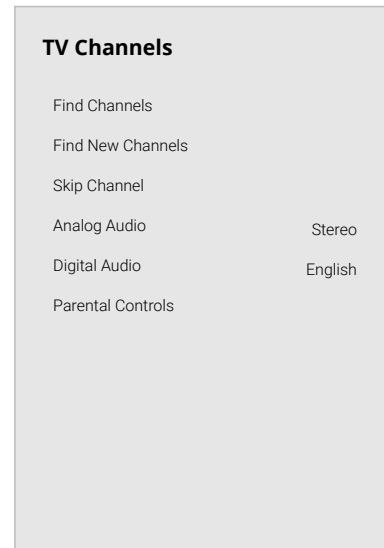 TV Channels
Find Channels
Find New Channels
Skip Channel
Analog Audio Stereo
Digital Audio English
Parental Controls